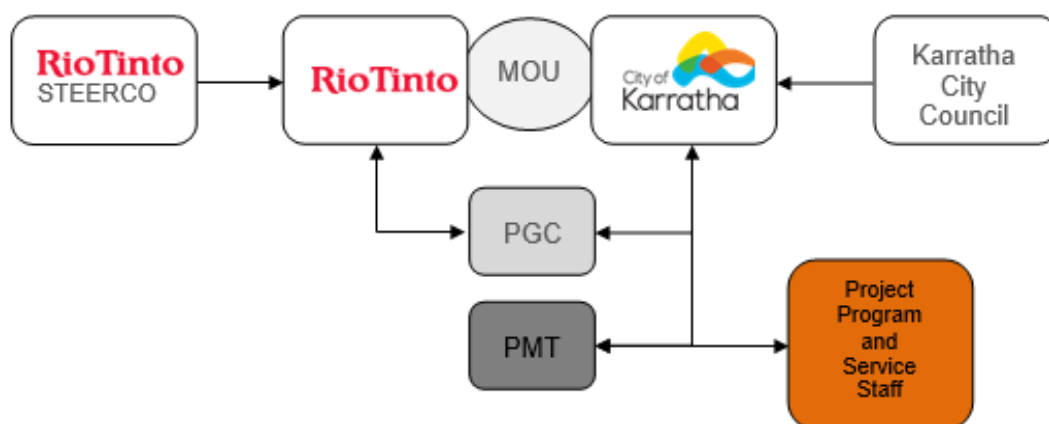 RioTinto
STEERCO
RioTinto
MOU
City of
Karratha
Karratha
City
Council
PGC
PMT
Project
Program
and
Service
Staff